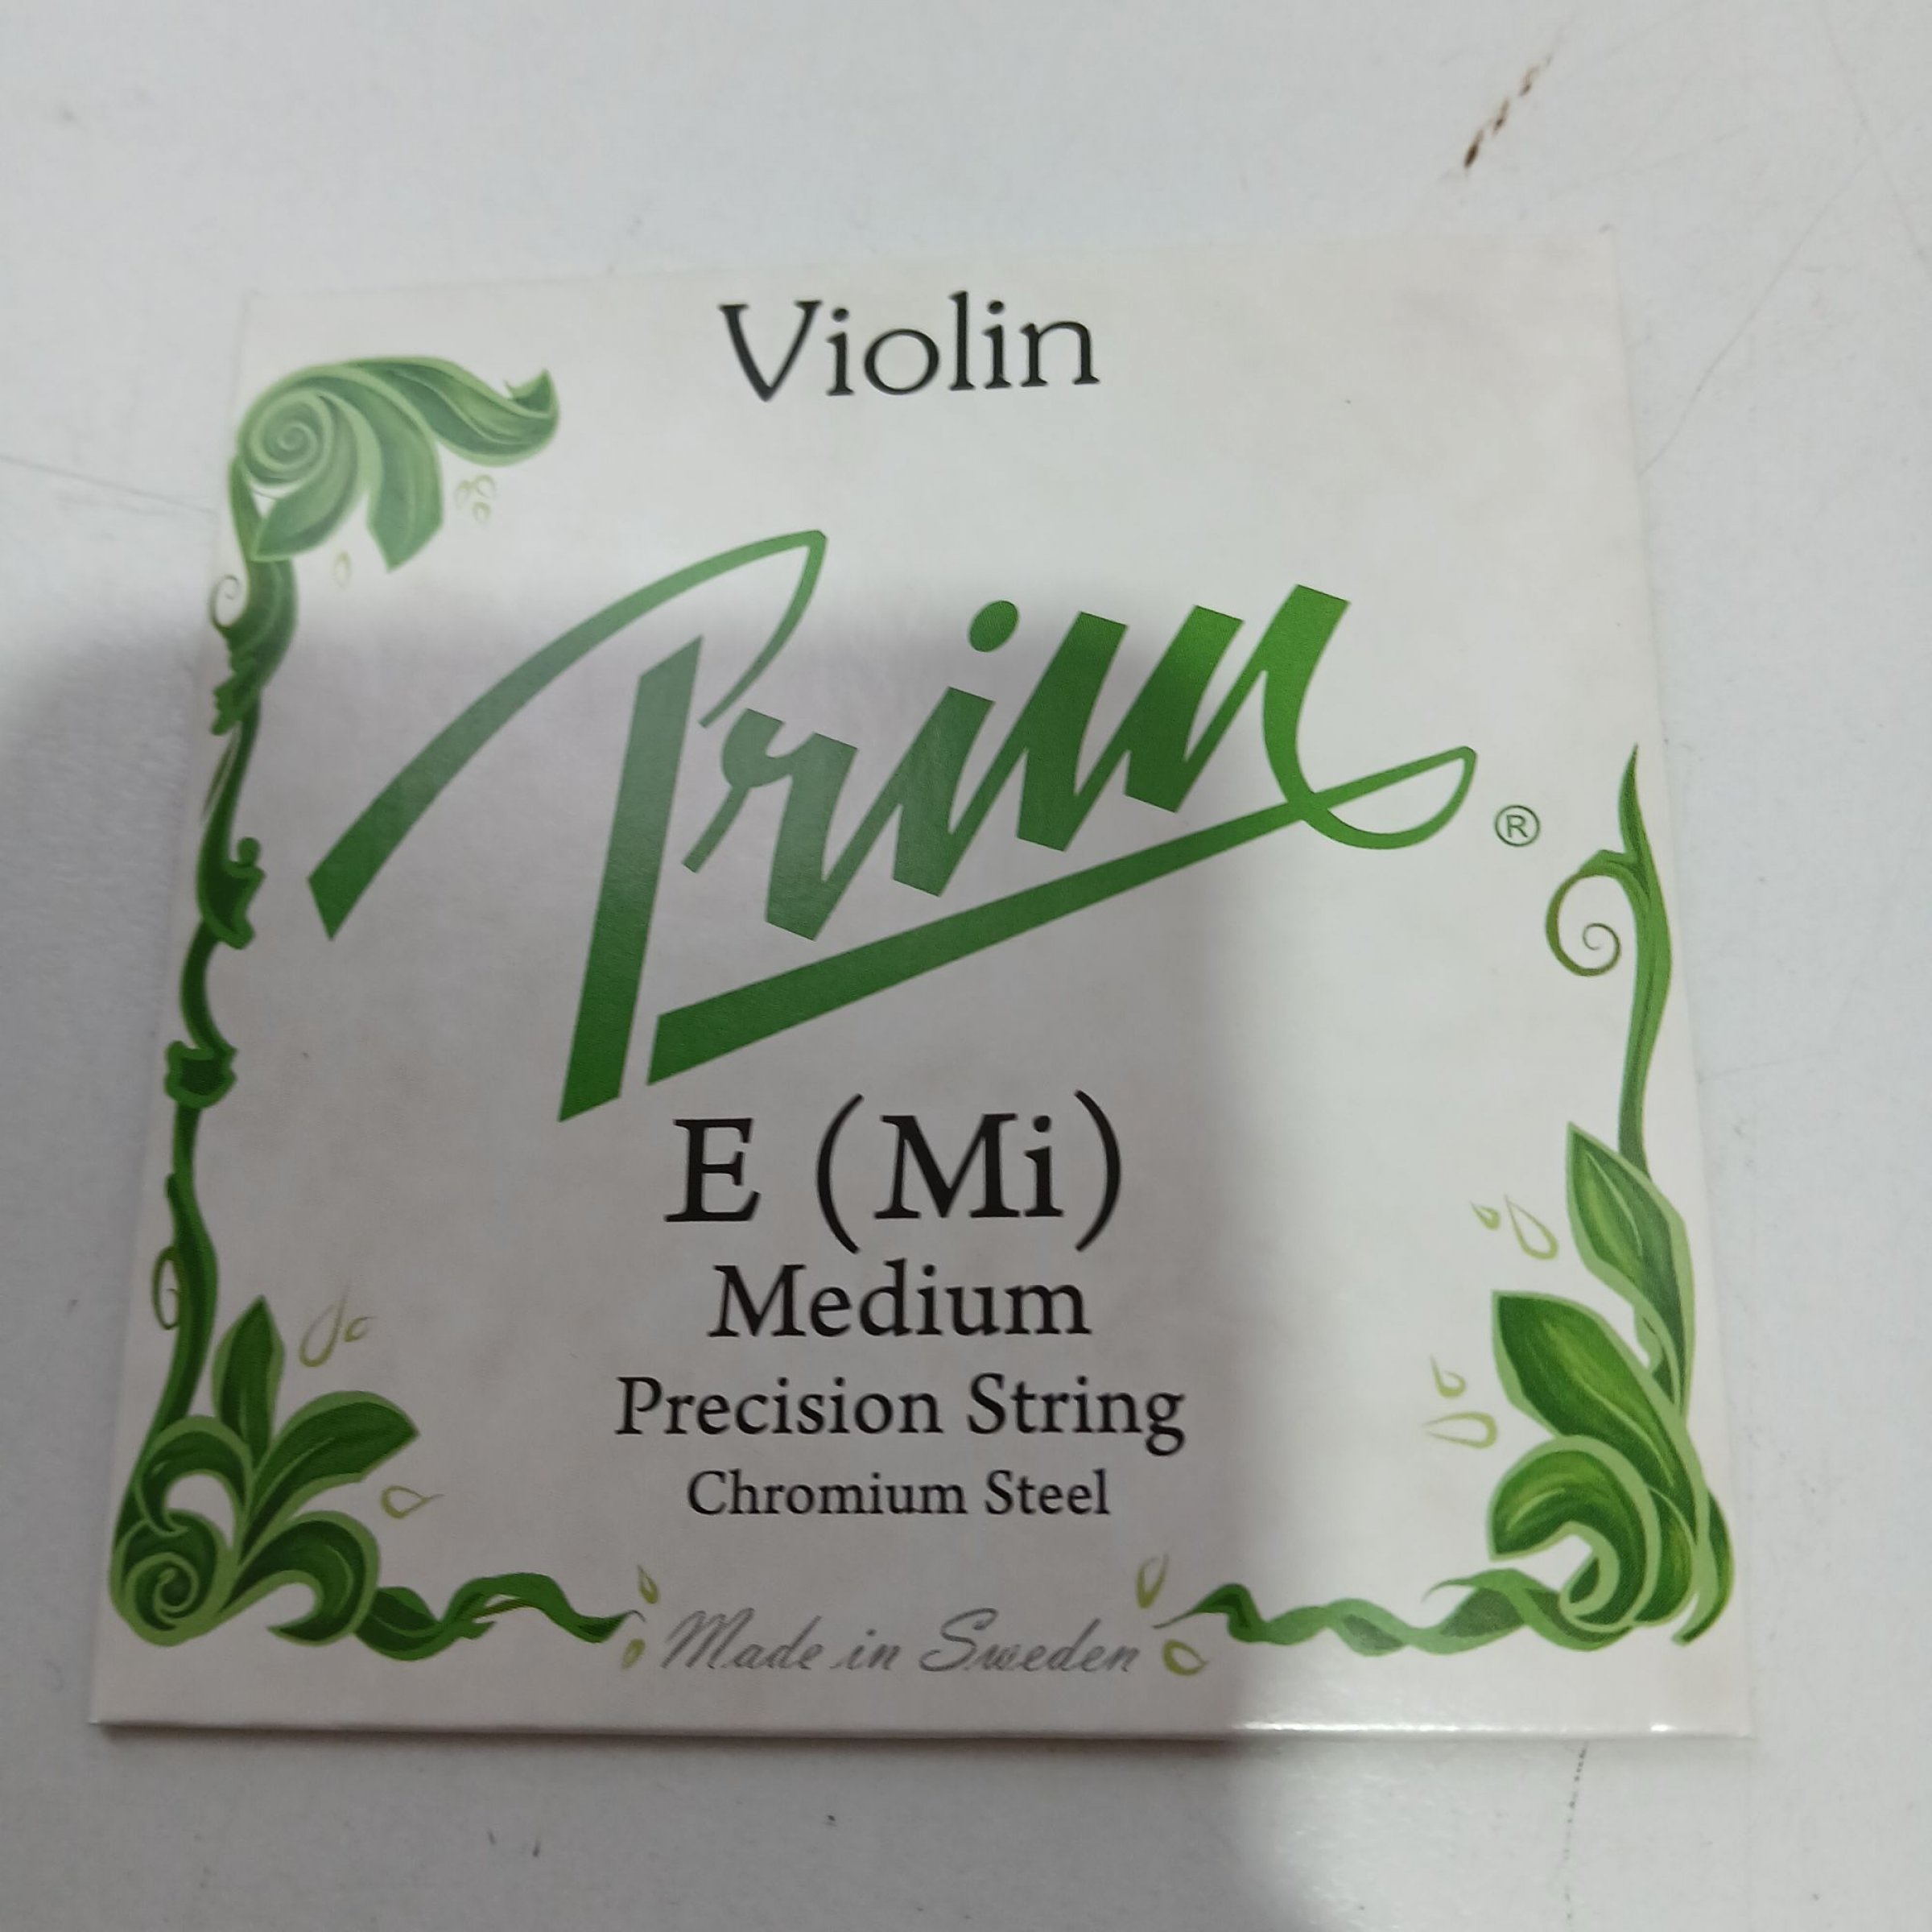 Violin
Prim ®
E (Mi)
Medium
Precision String
Chromium Steel
Made in Sweden